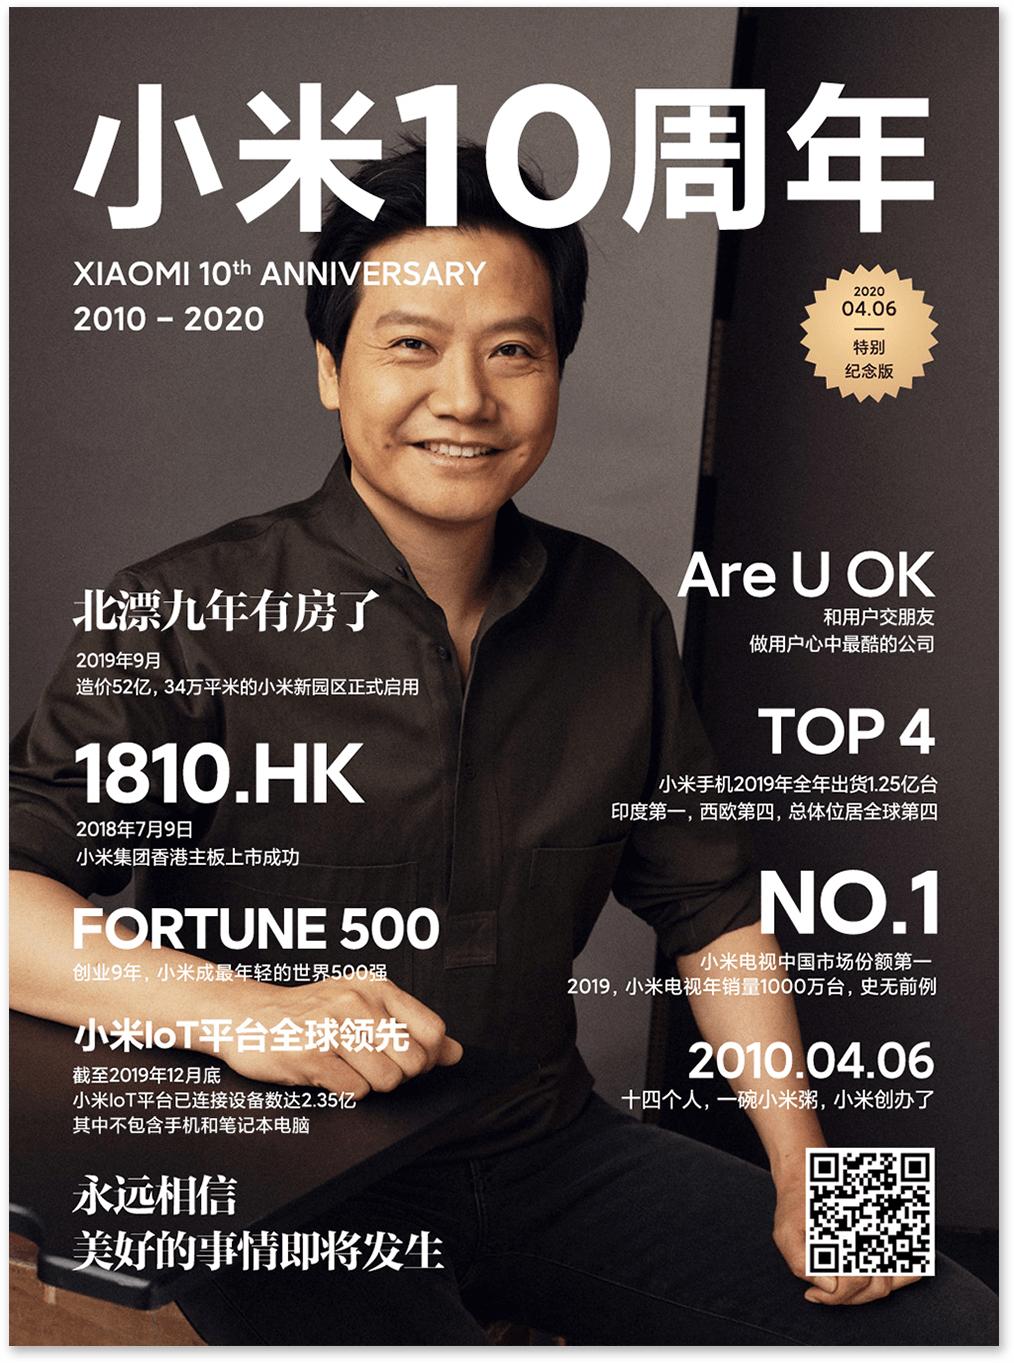 小米10周年
XIAOMI 10th ANNIVERSARY
2010 – 2020
2020
04.06
特别
纪念版
北漂九年有房了
2019年9月
造价52亿，34万平米的小米新园区正式启用
1810.HK
2018年7月9日
小米集团香港主板上市成功
FORTUNE 500
创业9年，小米成最年轻的世界500强
小米IoT平台全球领先
截至2019年12月底
小米IoT平台已连接设备数达2.35亿
其中不包含手机和笔记本电脑
永远相信
美好的事情即将发生
Are U OK
和用户交朋友
做用户心中最酷的公司
TOP 4
小米手机2019年全年出货1.25亿台
印度第一，西欧第四，总体位居全球第四
NO.1
小米电视中国市场份额第一
2019，小米电视年销量1000万台，史无前例
2010.04.06
十四个人，一碗小米粥，小米创办了